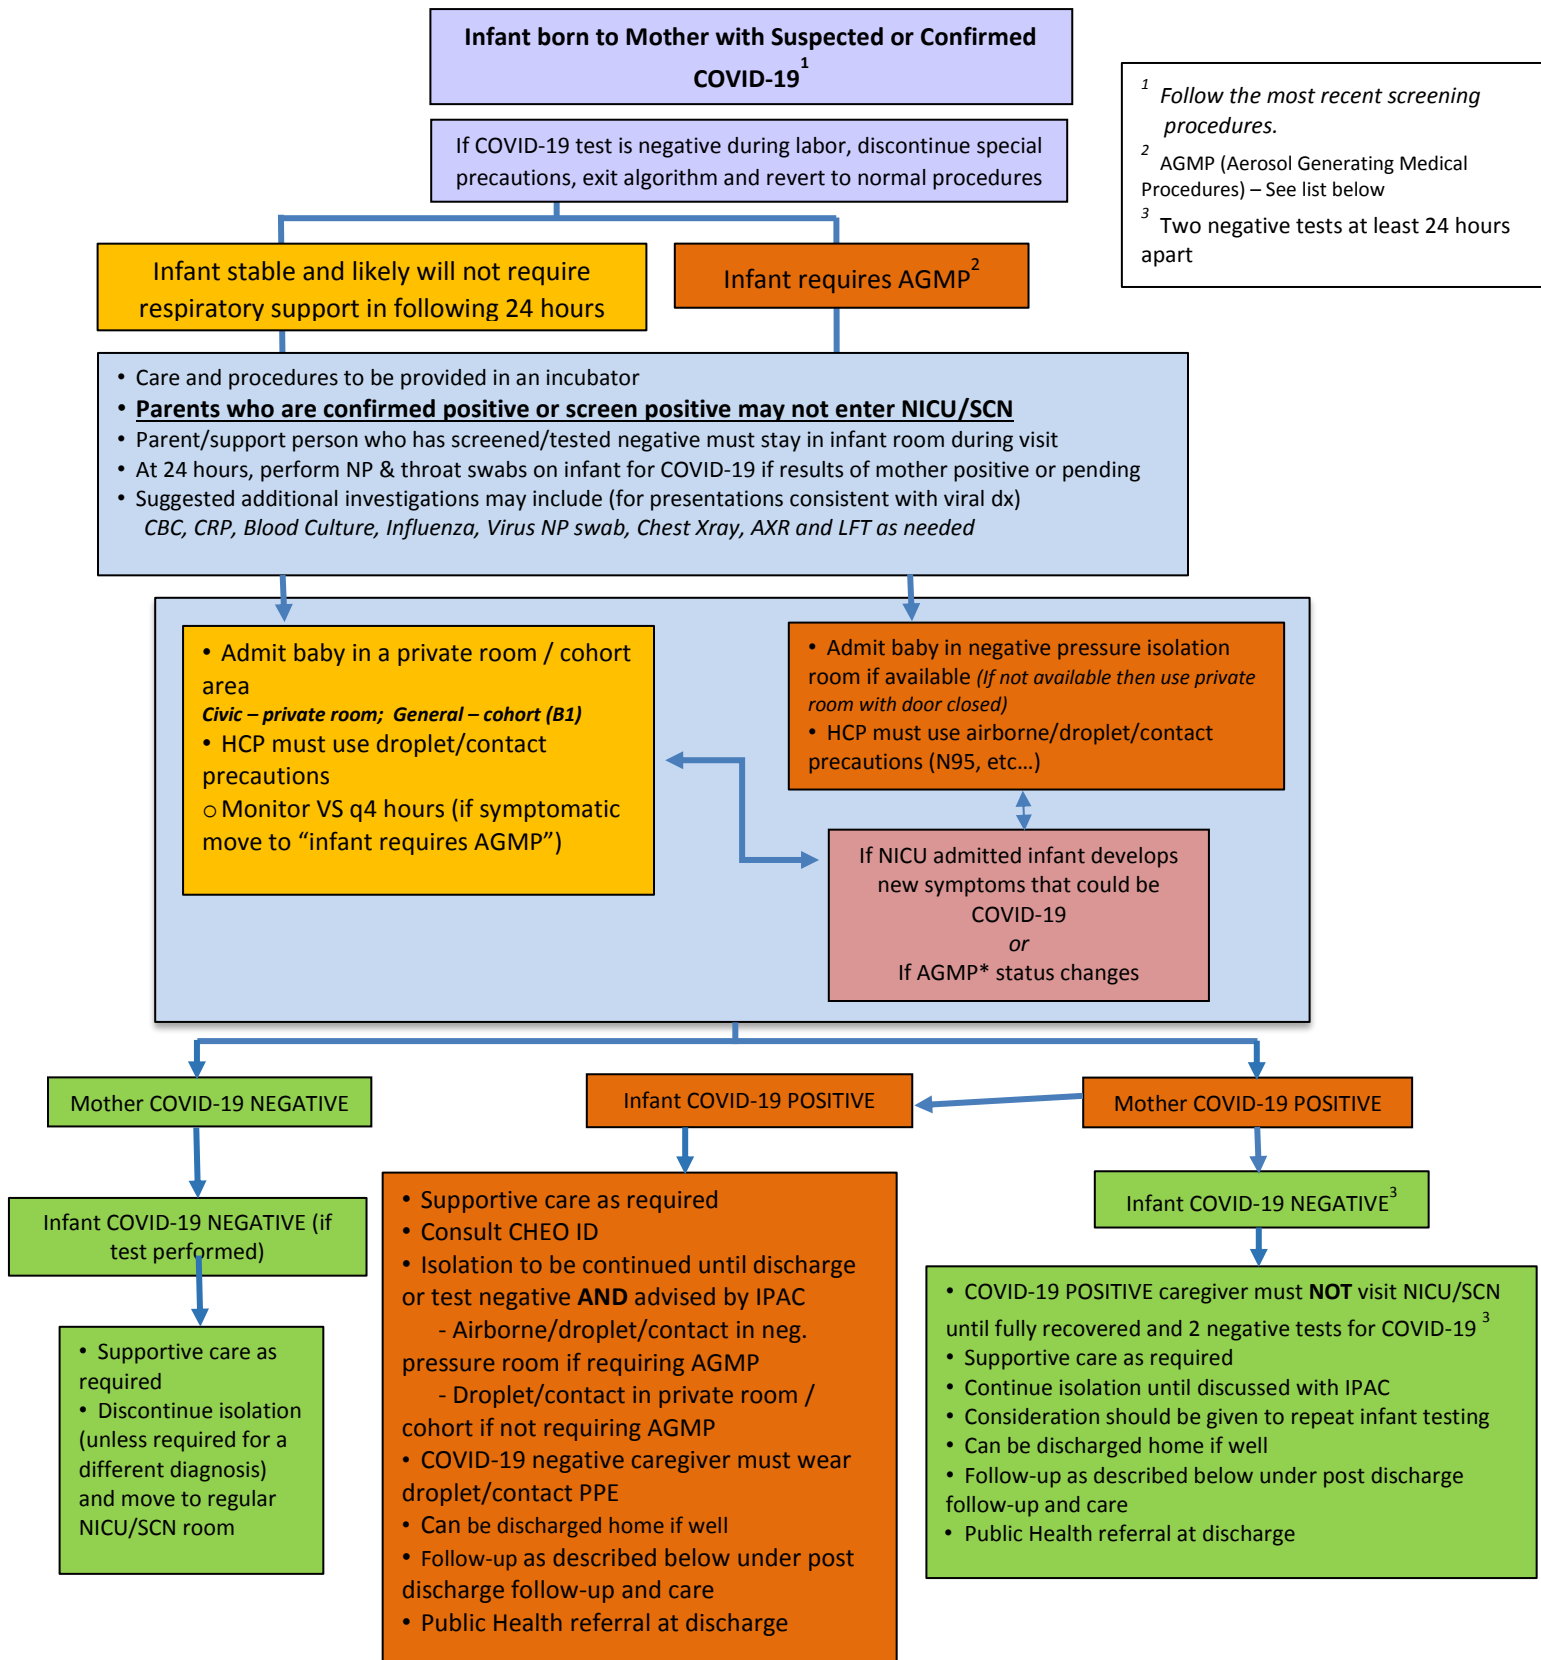 Infant born to Mother with Suspected or Confirmed
COVID-19 1
1 Follow the most recent screening
procedures.
2 AGMP (Aerosol Generating Medical
Procedures) – See list below
3 Two negative tests at least 24 hours
apart
If COVID-19 test is negative during labor, discontinue special
precautions, exit algorithm and revert to normal procedures
Infant stable and likely will not require
respiratory support in following 24 hours
Infant requires AGMP2
• Care and procedures to be provided in an incubator
• Parents who are confirmed positive or screen positive may not enter NICU/SCN
• Parent/support person who has screened/tested negative must stay in infant room during visit
• At 24 hours, perform NP & throat swabs on infant for COVID-19 if results of mother positive or pending
• Suggested additional investigations may include (for presentations consistent with viral dx)
CBC, CRP, Blood Culture, Influenza, Virus NP swab, Chest Xray, AXR and LFT as needed
• Admit baby in a private room / cohort
area
Civic – private room; General – cohort (B1)
• HCP must use droplet/contact
precautions
o Monitor VS q4 hours (if symptomatic
move to “infant requires AGMP”)
• Admit baby in negative pressure isolation
room if available (If not available then use private
room with door closed)
• HCP must use airborne/droplet/contact
precautions (N95, etc…)
If NICU admitted infant develops
new symptoms that could be
COVID-19
or
If AGMP* status changes
Mother COVID-19 NEGATIVE
Infant COVID-19 POSITIVE
Mother COVID-19 POSITIVE
Infant COVID-19 NEGATIVE (if
test performed)
• Supportive care as
required
• Discontinue isolation
(unless required for a
different diagnosis)
and move to regular
NICU/SCN room
• Supportive care as required
• Consult CHEO ID
• Isolation to be continued until discharge
or test negative AND advised by IPAC
- Airborne/droplet/contact in neg.
pressure room if requiring AGMP
- Droplet/contact in private room /
cohort if not requiring AGMP
• COVID-19 negative caregiver must wear
droplet/contact PPE
• Can be discharged home if well
• Follow-up as described below under post
discharge follow-up and care
• Public Health referral at discharge
Infant COVID-19 NEGATIVE3
• COVID-19 POSITIVE caregiver must NOT visit NICU/SCN
until fully recovered and 2 negative tests for COVID-19 3
• Supportive care as required
• Continue isolation until discussed with IPAC
• Consideration should be given to repeat infant testing
• Can be discharged home if well
• Follow-up as described below under post discharge
follow-up and care
• Public Health referral at discharge